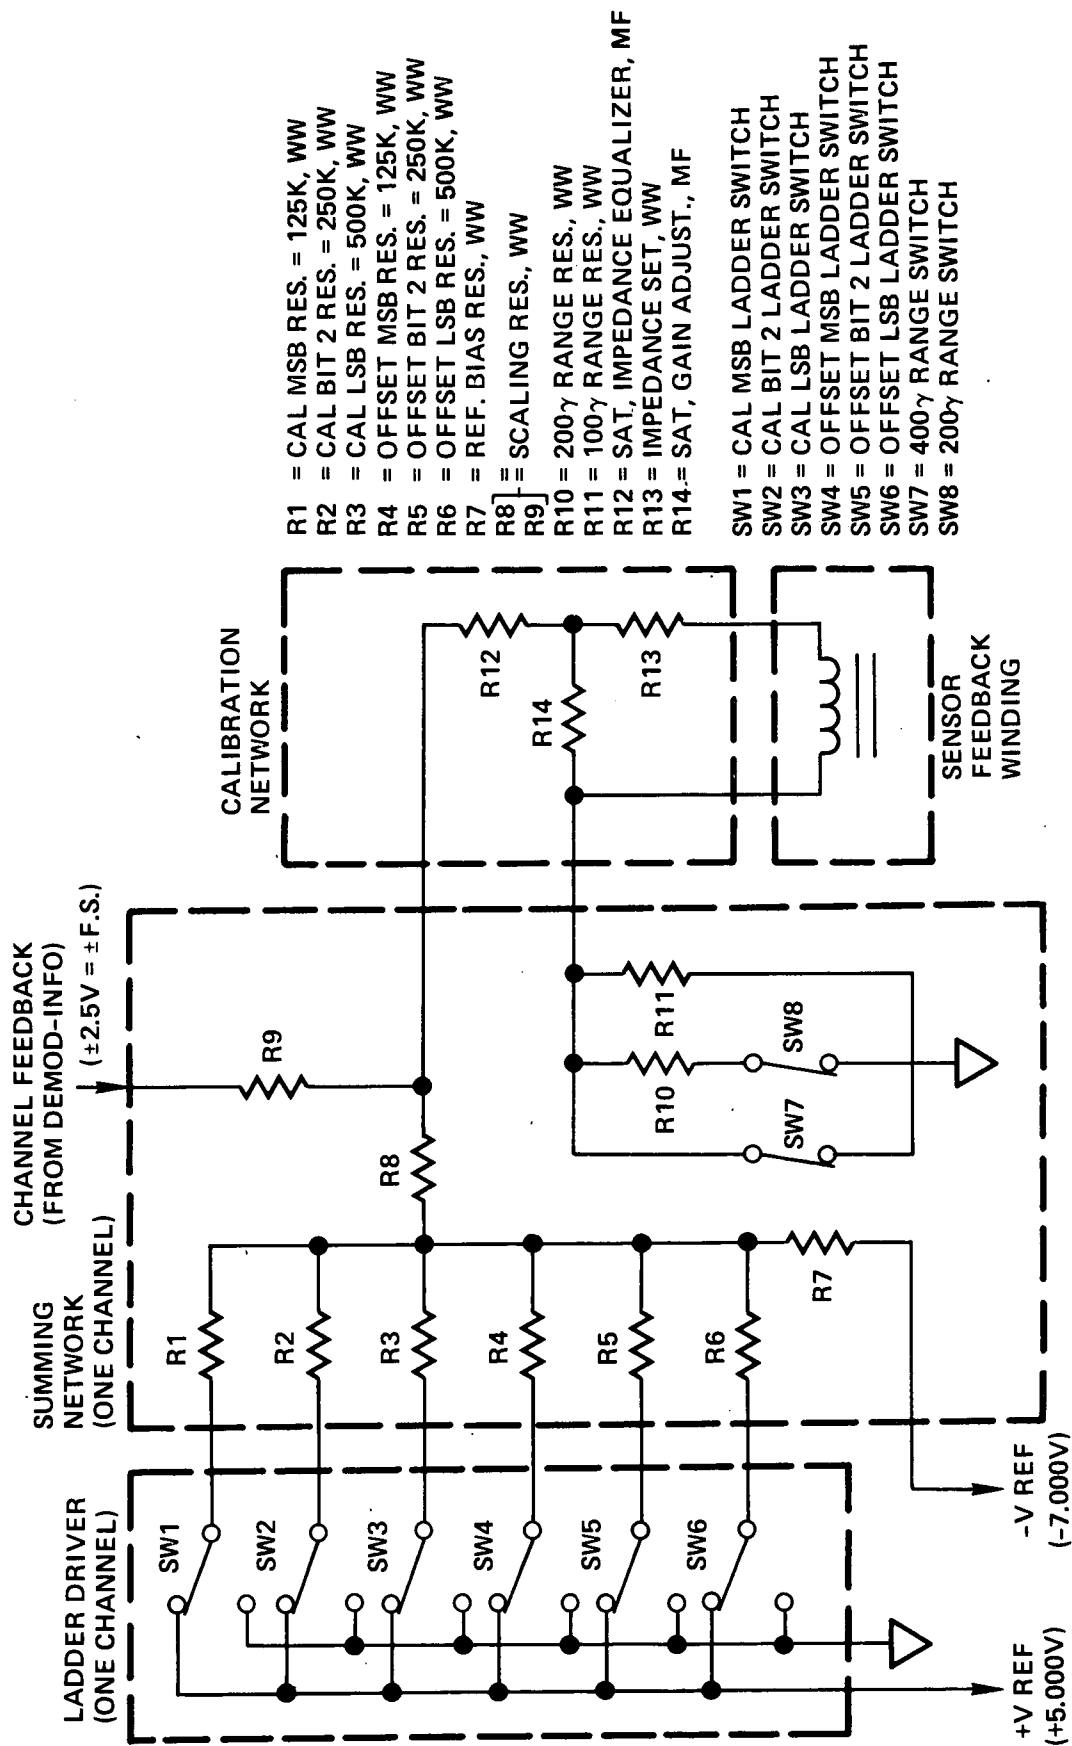 LADDER DRIVER
(ONE CHANNEL)
SW1
SW2
SW3
SW4
SW5
SW6
+V REF
(+5.000V)
SUMMING
NETWORK
(ONE CHANNEL)
R1
R2
R3
R4
R5
R6
R7
R8
-V REF
(-7.000V)
CHANNEL FEEDBACK
(FROM DEMOD-INFO)
(±2.5V = ±F.S.)
R9
R10
R11
SW7
SW8
CALIBRATION
NETWORK
R12
R14
R13
SENSOR
FEEDBACK
WINDING
R1 = CAL MSB RES. = 125K, WW
R2 = CAL BIT 2 RES. = 250K, WW
R3 = CAL LSB RES. = 500K, WW
R4 = OFFSET MSB RES. = 125K, WW
R5 = OFFSET BIT 2 RES. = 250K, WW
R6 = OFFSET LSB RES. = 500K, WW
R7 = REF. BIAS RES., WW
R8 =
R9 = SCALING RES., WW
R10 = 200γ RANGE RES., WW
R11 = 100γ RANGE RES., WW
R12 = SAT, IMPEDANCE EQUALIZER, MF
R13 = IMPEDANCE SET, WW
R14 = SAT, GAIN ADJUST., MF
SW1 = CAL MSB LADDER SWITCH
SW2 = CAL BIT 2 LADDER SWITCH
SW3 = CAL LSB LADDER SWITCH
SW4 = OFFSET MSB LADDER SWITCH
SW5 = OFFSET BIT 2 LADDER SWITCH
SW6 = OFFSET LSB LADDER SWITCH
SW7 = 400γ RANGE SWITCH
SW8 = 200γ RANGE SWITCH